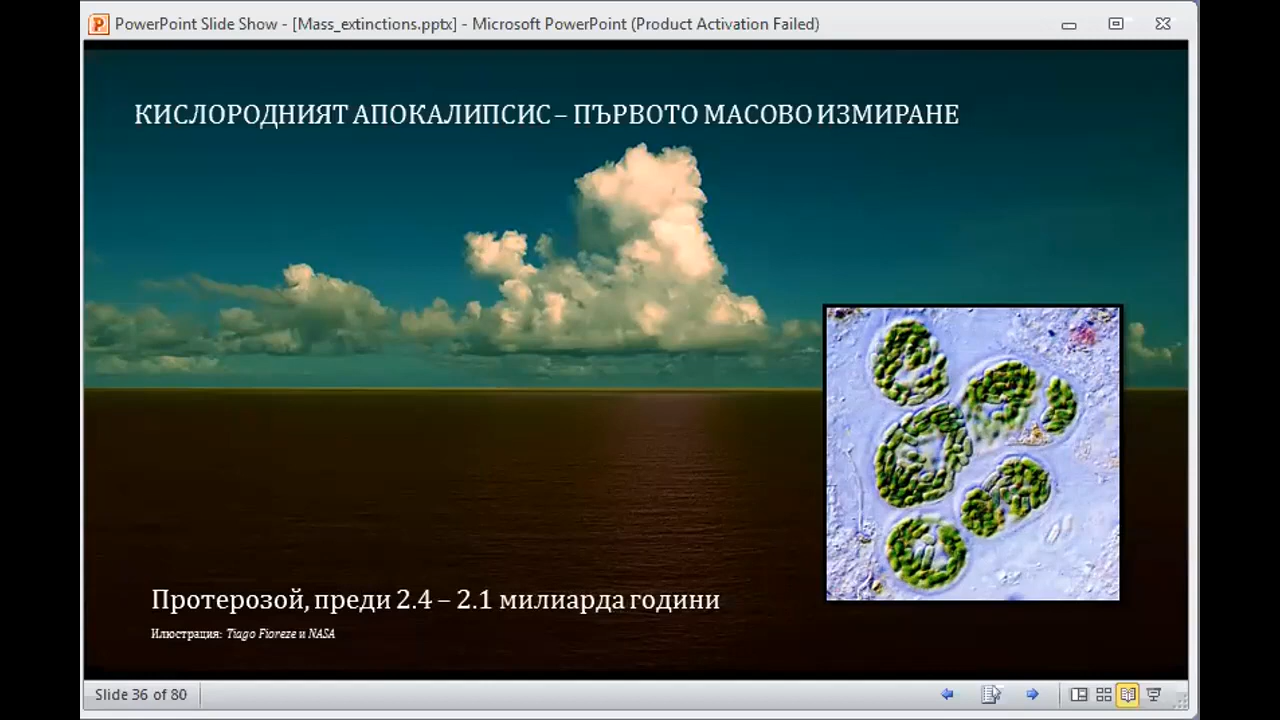 PowerPoint Slide Show - [Mass_extinctions.pptx] - Microsoft PowerPoint (Product Activation Failed)
КИСЛОРОДНИЯТ АПОКАЛИПСИС – ПЪРВОТО МАСОВО ИЗМИРАНЕ
Протерозой, преди 2.4 – 2.1 милиарда години
Илюстрация: Tiago Fioreze и NASA
Slide 36 of 80